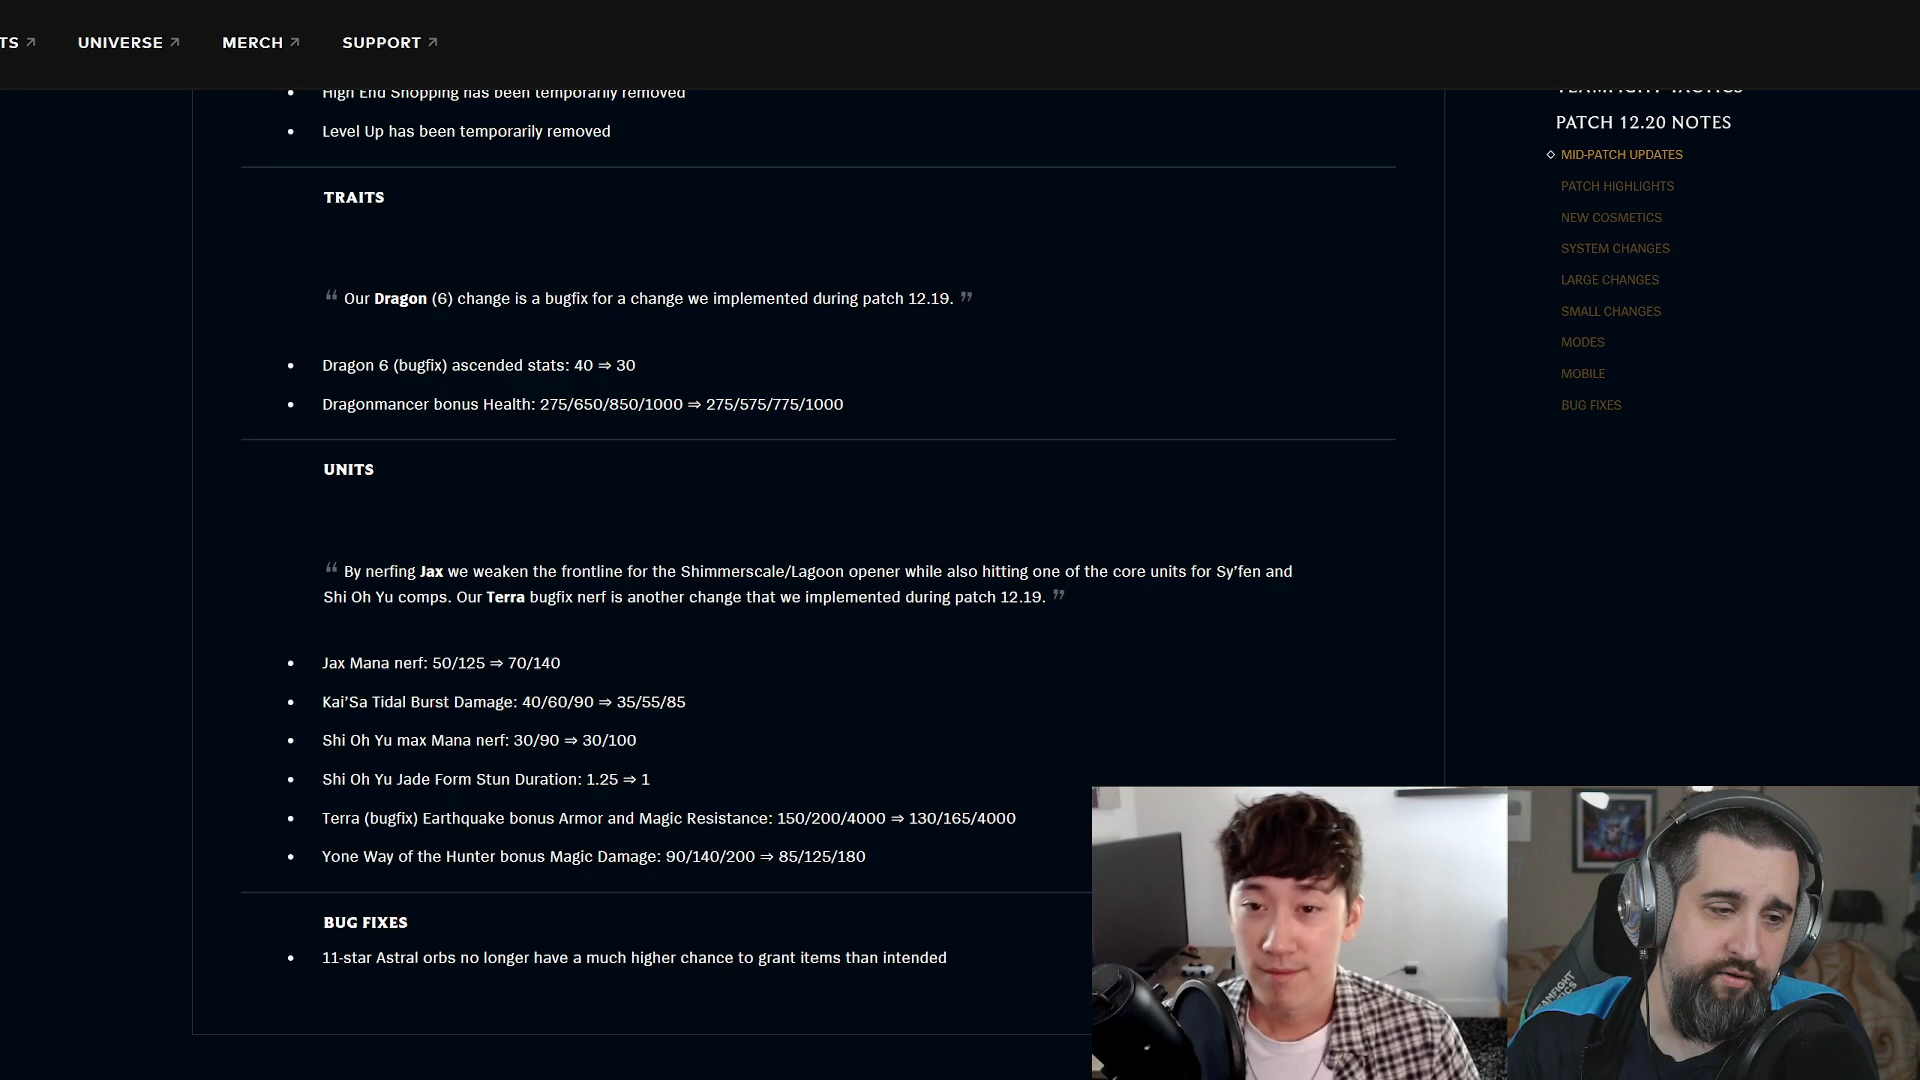 TS UNIVERSE MERCH SUPPORT
High End Shopping has been temporarily removed
Level Up has been temporarily removed
TRAITS
“ Our Dragon (6) change is a bugfix for a change we implemented during patch 12.19. ”
Dragon 6 (bugfix) ascended stats: 40 ⇒ 30
Dragonmancer bonus Health: 275/650/850/1000 ⇒ 275/575/775/1000
UNITS
“ By nerfing Jax we weaken the frontline for the Shimmerscale/Lagoon opener while also hitting one of the core units for Sy’fen and
Shi Oh Yu comps. Our Terra bugfix nerf is another change that we implemented during patch 12.19. ”
Jax Mana nerf: 50/125 ⇒ 70/140
Kai’Sa Tidal Burst Damage: 40/60/90 ⇒ 35/55/85
Shi Oh Yu max Mana nerf: 30/90 ⇒ 30/100
Shi Oh Yu Jade Form Stun Duration: 1.25 ⇒ 1
Terra (bugfix) Earthquake bonus Armor and Magic Resistance: 150/200/4000 ⇒ 130/165/4000
Yone Way of the Hunter bonus Magic Damage: 90/140/200 ⇒ 85/125/180
BUG FIXES
11-star Astral orbs no longer have a much higher chance to grant items than intended
TEAMFIGHT TACTICS
PATCH 12.20 NOTES
MID-PATCH UPDATES
PATCH HIGHLIGHTS
NEW COSMETICS
SYSTEM CHANGES
LARGE CHANGES
SMALL CHANGES
MODES
MOBILE
BUG FIXES